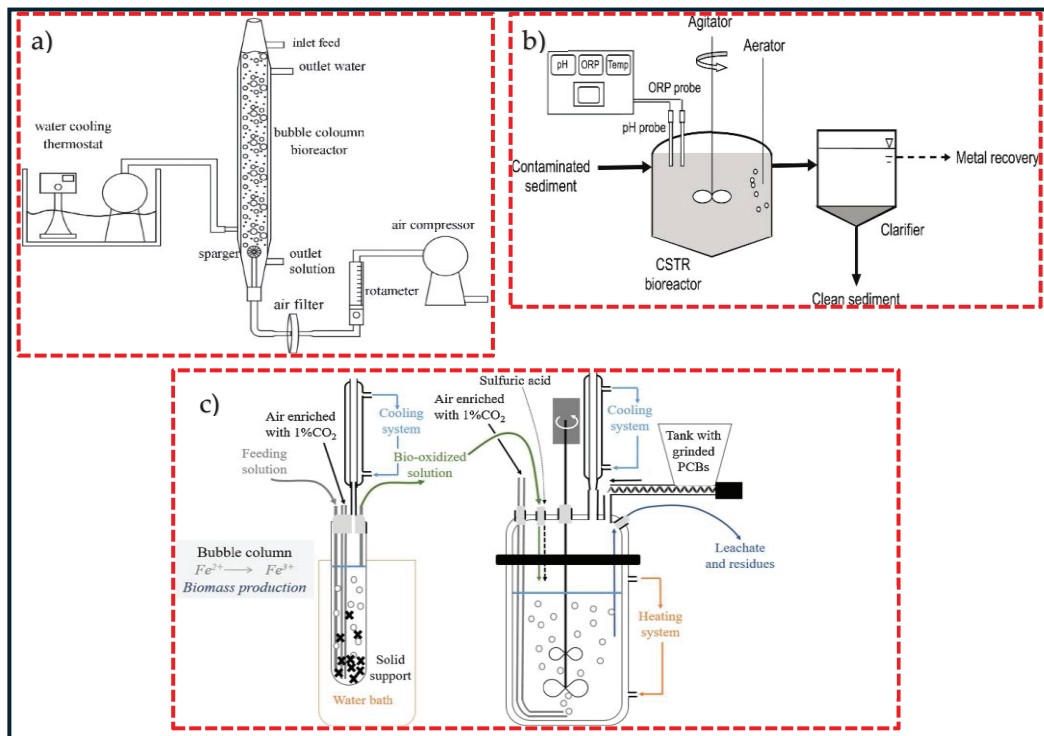 a)
inlet feed
outlet water
water cooling
thermostat
bubble coloumn
bioreactor
air compressor
sparger
outlet
solution
rotameter
air filter
b)
Agitator
Aerator
pH
ORP
Temp
ORP probe
pH probe
Contaminated
sediment
Metal recovery
Clarifier
CSTR
bioreactor
Clean sediment
c)
Sulfuric acid
Air enriched
with 1%CO2
Air enriched
with 1%CO2
Cooling
system
Cooling
system
Tank with
grinded
PCBs
Feeding
solution
Bio-oxidized
solution
Bubble column
Fe²⁺ → Fe³⁺
Biomass production
Leachate
and residues
Heating
system
Solid
support
Water bath